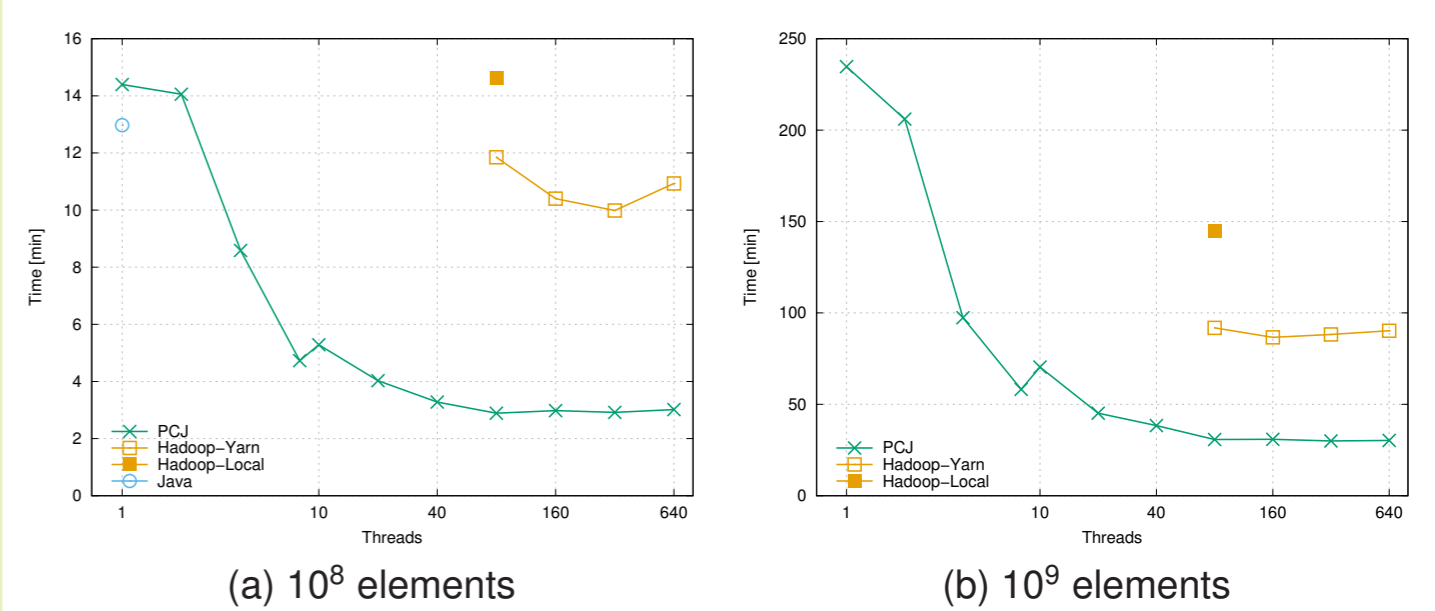 16
14
12
10
8
6
4
2
0
Time [min]
PCJ
Hadoop-Yarn
Hadoop-Local
Java
1 10 40 160 640
Threads
(a) 10⁸ elements
250
200
150
100
50
0
Time [min]
PCJ
Hadoop-Yarn
Hadoop-Local
1 10 40 160 640
Threads
(b) 10⁹ elements